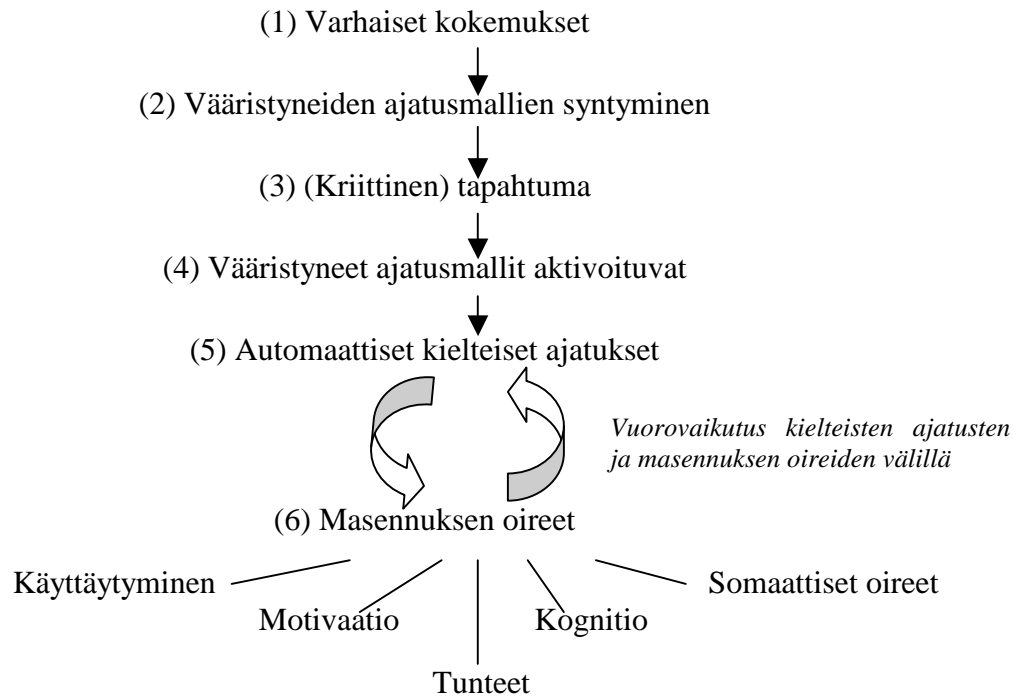 (1) Varhaiset kokemukset
(2) Vääristyneiden ajatusmallien syntyminen
(3) (Kriittinen) tapahtuma
(4) Vääristyneet ajatusmallit aktivoituvat
(5) Automaattiset kielteiset ajatukset
Vuorovaikutus kielteisten ajatusten
ja masennuksen oireiden välillä
(6) Masennuksen oireet
Käyttäytyminen
Somaattiset oireet
Motivaatio
Kognitio
Tunteet